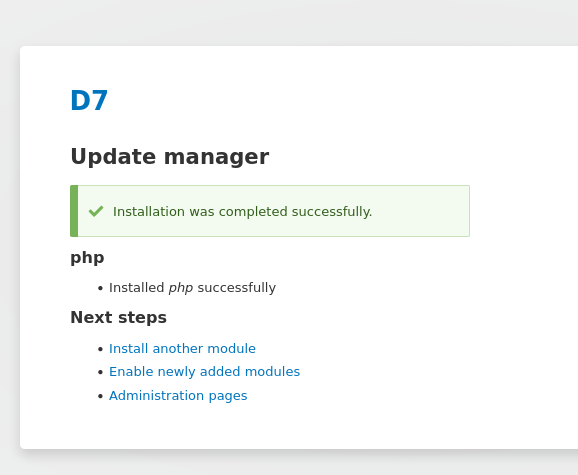 D7
Update manager
Installation was completed successfully.
php
• Installed php successfully
Next steps
• Install another module
• Enable newly added modules
• Administration pages